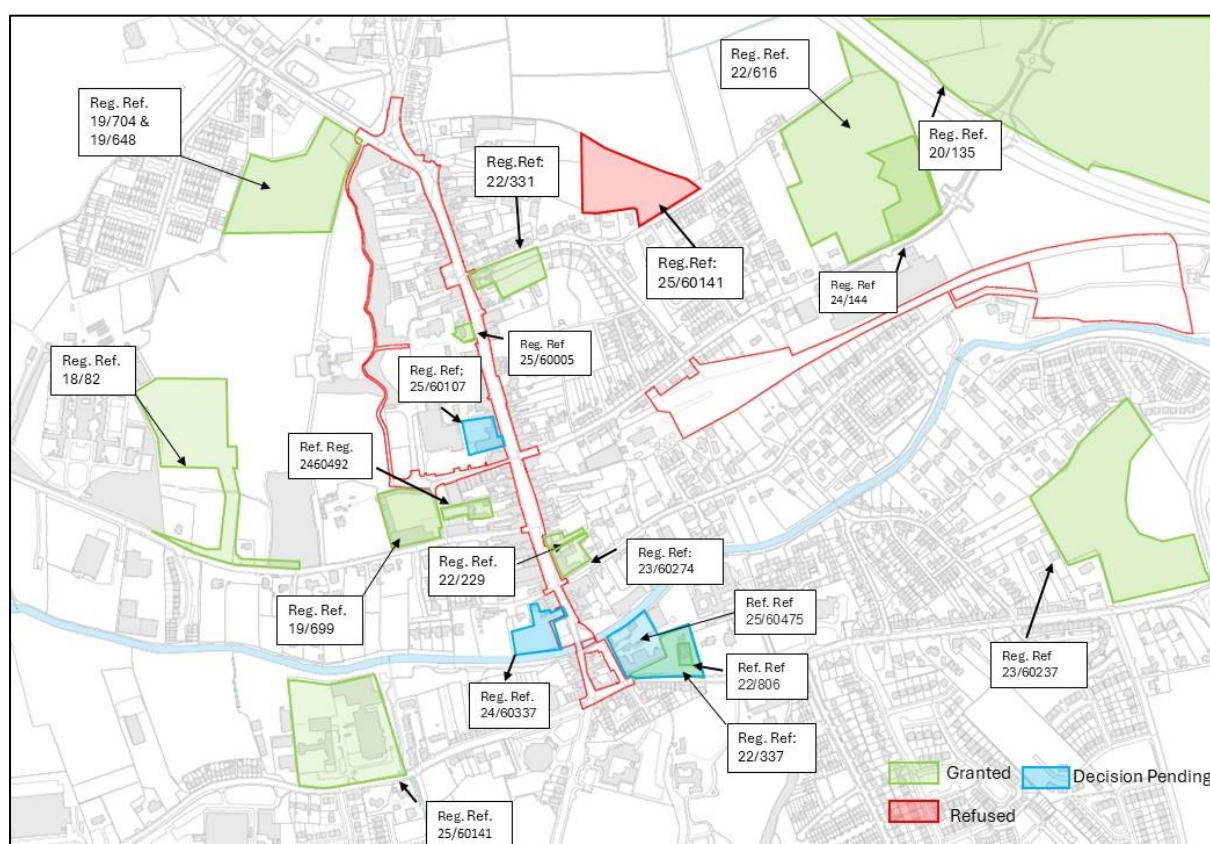 Reg. Ref.
22/616
Reg. Ref.
19/704 &
19/648
Reg. Ref.
20/135
Reg.Ref:
22/331
Reg.Ref:
25/60141
Reg. Ref
24/144
Reg. Ref
25/60005
Reg. Ref.
18/82
Reg. Ref;
25/60107
Ref. Reg.
2460492
Reg. Ref.
22/229
Reg. Ref:
23/60274
Reg. Ref.
19/699
Ref. Ref
25/60475
Reg. Ref
23/60237
Ref. Ref
22/806
Reg. Ref.
24/60337
Reg. Ref:
22/337
Granted
Decision Pending
Refused
Reg. Ref.
25/60141